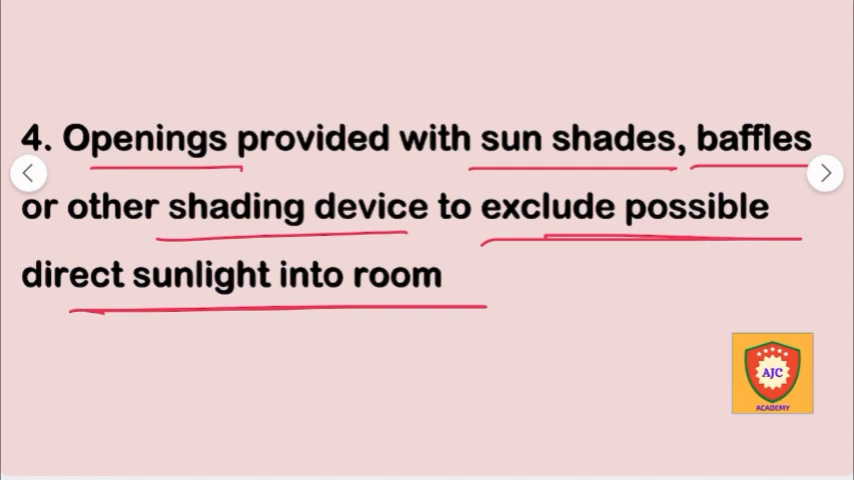 4. Openings provided with sun shades, baffles
or other shading device to exclude possible
direct sunlight into room
AJC
ACADEMY